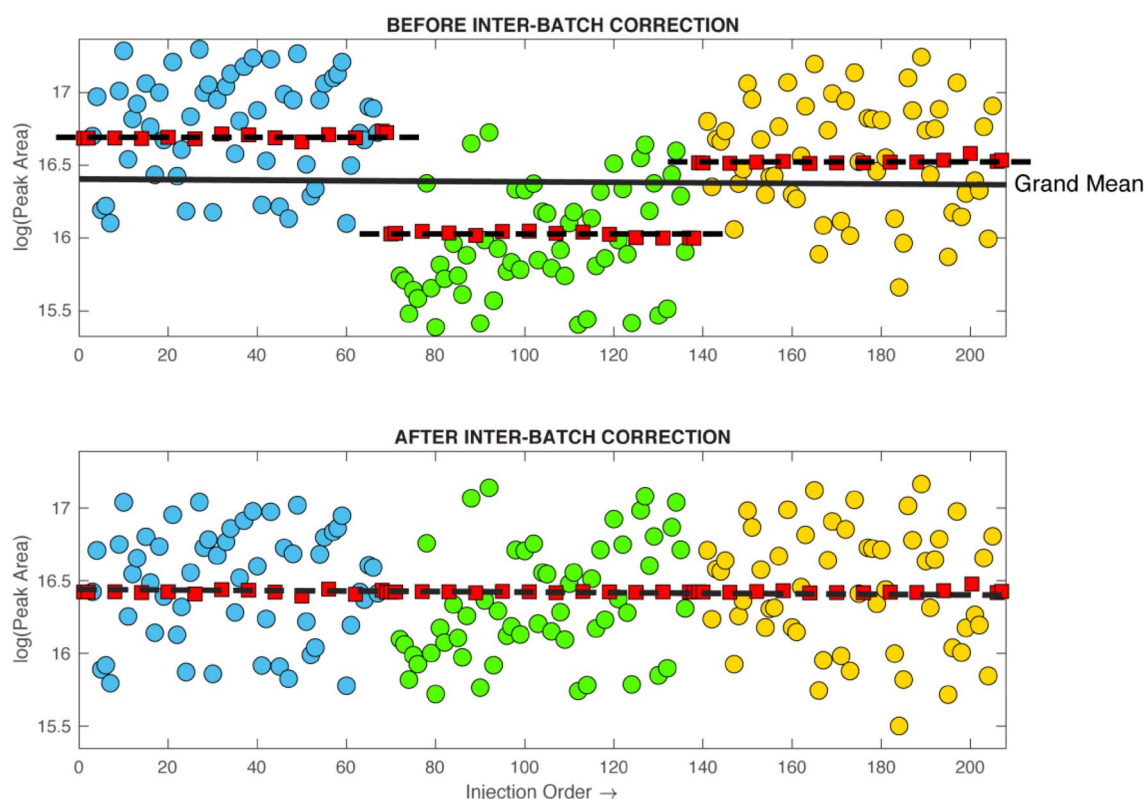 BEFORE INTER-BATCH CORRECTION
log(Peak Area)
17
16.5
16
15.5
Grand Mean
0 20 40 60 80 100 120 140 160 180 200
AFTER INTER-BATCH CORRECTION
log(Peak Area)
17
16.5
16
15.5
0 20 40 60 80 100 120 140 160 180 200
Injection Order →